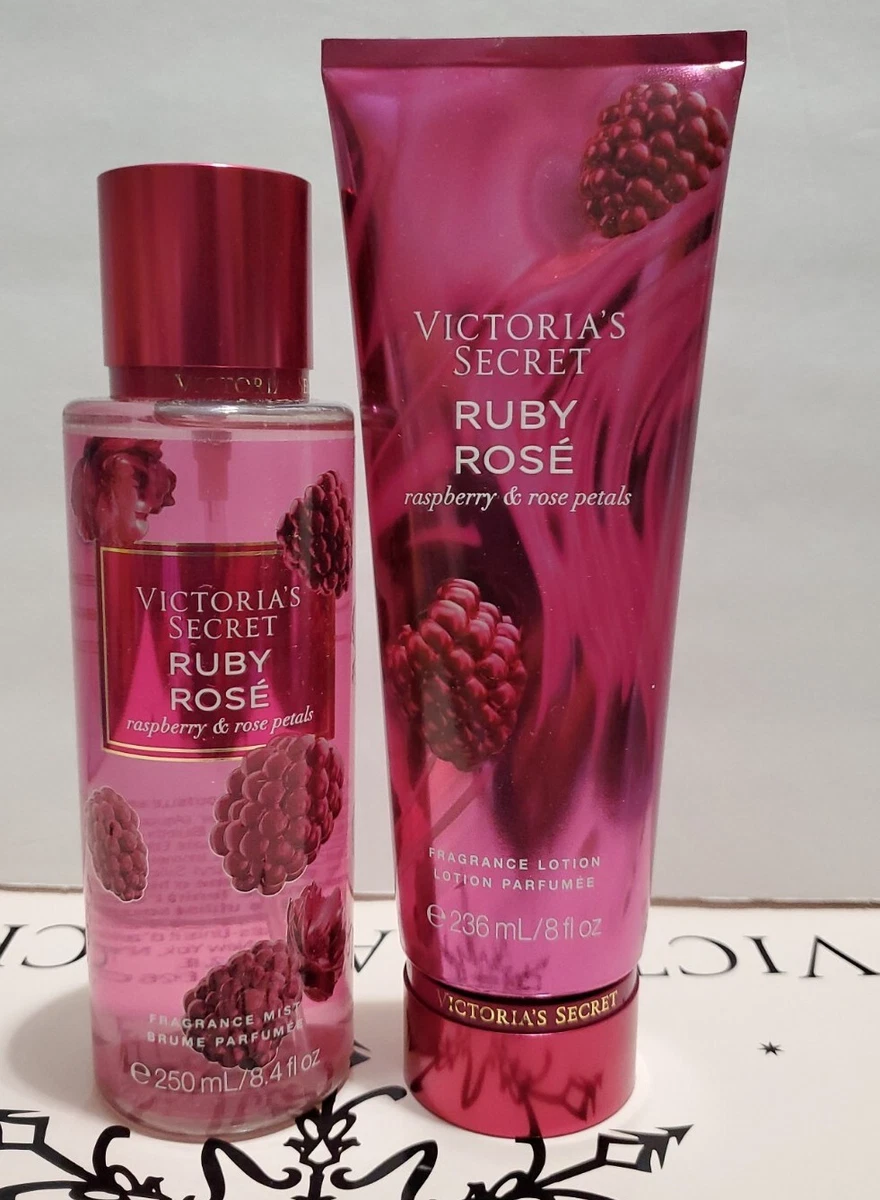 VICTORIA'S
SECRET
RUBY
ROSÉ
raspberry & rose petals
FRAGRANCE MIST
BRUME PARFUMÉE
e 250 mL/8.4 fl oz
VICTORIA'S
SECRET
RUBY
ROSÉ
raspberry & rose petals
FRAGRANCE LOTION
LOTION PARFUMÉE
e 236 mL/8 fl oz
VICTORIA'S SECRET